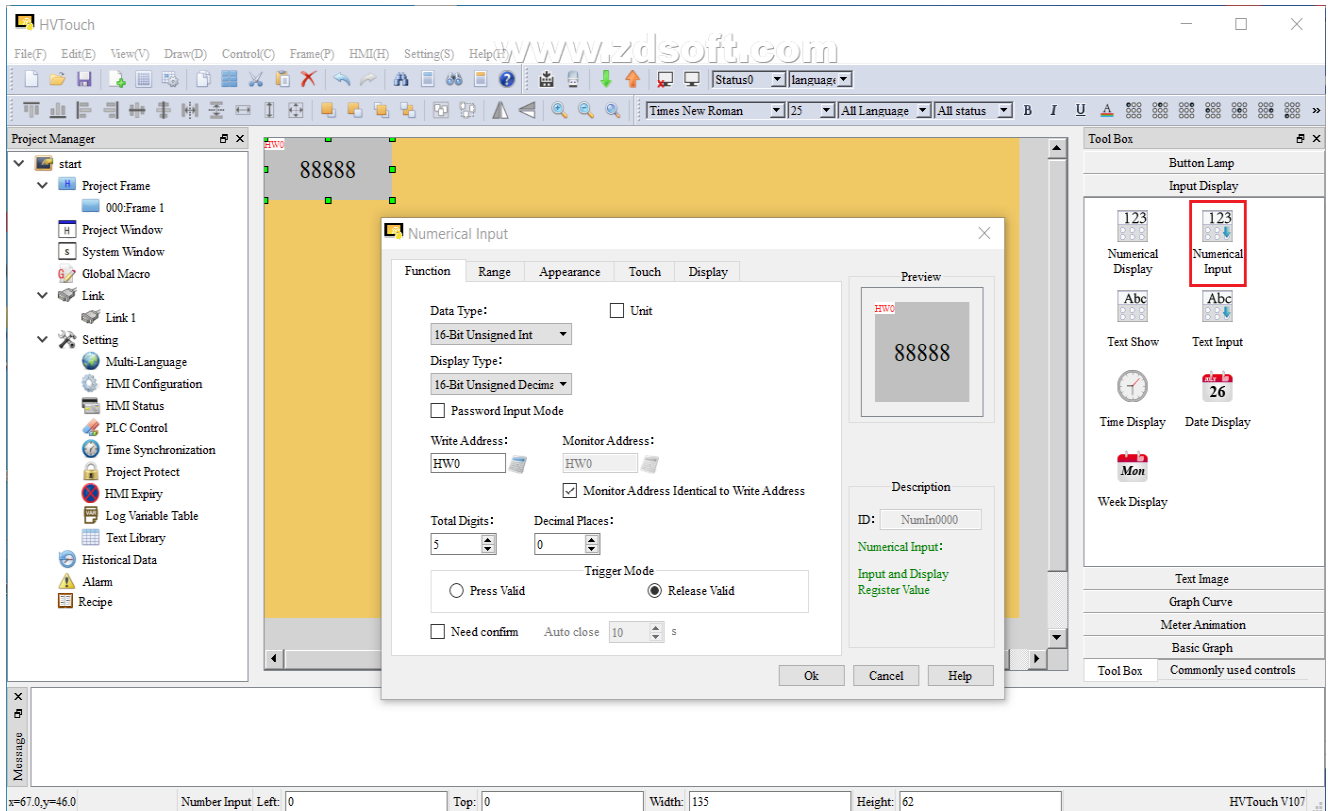 HVTouch
www.zdsoft.com
File(F) Edit(E) View(V) Draw(D) Control(C) Frame(P) HMI(H) Setting(S) Help(H)
Status0 language
Times New Roman 25 All Language All status B I U A »
Project Manager
start
Project Frame
000:Frame 1
Project Window
System Window
Global Macro
Link
Link 1
Setting
Multi-Language
HMI Configuration
HMI Status
PLC Control
Time Synchronization
Project Protect
HMI Expiry
Log Variable Table
Text Library
Historical Data
Alarm
Recipe
HW0
88888
Numerical Input
Function Range Appearance Touch Display
Data Type:
Unit
16-Bit Unsigned Int
Display Type:
16-Bit Unsigned Decima
Password Input Mode
Write Address: Monitor Address:
HW0 HW0
Monitor Address Identical to Write Address
Total Digits: Decimal Places:
5 0
Trigger Mode
Press Valid Release Valid
Need confirm Auto close 10 s
Preview
HW0
88888
Description
ID: NumIn0000
Numerical Input:
Input and Display
Register Value
Ok Cancel Help
Tool Box
Button Lamp
Input Display
123 123
Numerical Display
Numerical Input
Abc Abc
Text Show Text Input
JULY 26
Time Display Date Display
Mon
Week Display
Text Image
Graph Curve
Meter Animation
Basic Graph
Tool Box Commonly used controls
Message
x=67.0,y=46.0 Number Input Left: 0 Top: 0 Width: 135 Height: 62 HVTouch V107